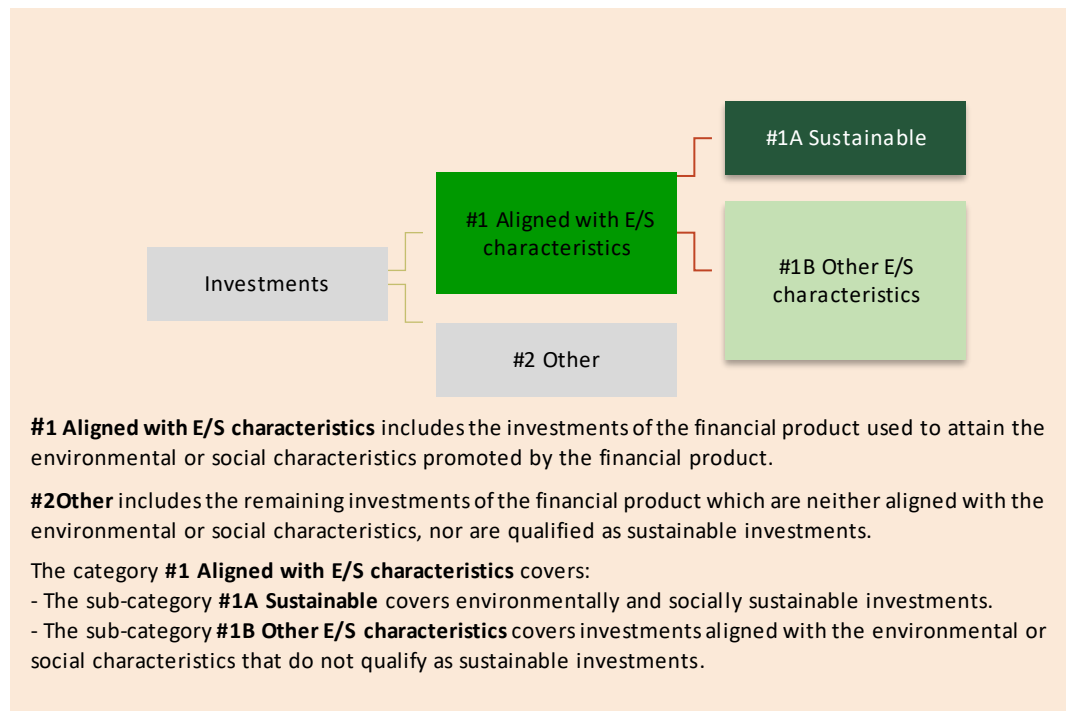 #1A Sustainable
#1 Aligned with E/S
characteristics
Investments
#1B Other E/S
characteristics
#2 Other
#1 Aligned with E/S characteristics includes the investments of the financial product used to attain the
environmental or social characteristics promoted by the financial product.
#2Other includes the remaining investments of the financial product which are neither aligned with the
environmental or social characteristics, nor are qualified as sustainable investments.
The category #1 Aligned with E/S characteristics covers:
- The sub-category #1A Sustainable covers environmentally and socially sustainable investments.
- The sub-category #1B Other E/S characteristics covers investments aligned with the environmental or
social characteristics that do not qualify as sustainable investments.